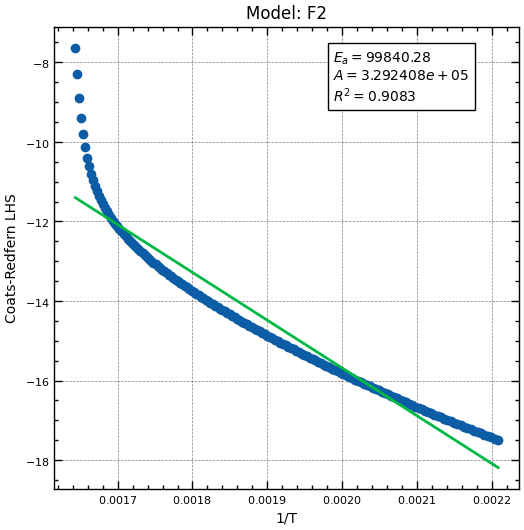 Model: F2
E_a = 99840.28
A = 3.292408e + 05
R^2 = 0.9083
Coats-Redfern LHS
−8
−10
−12
−14
−16
−18
0.0017 0.0018 0.0019 0.0020 0.0021 0.0022
1/T